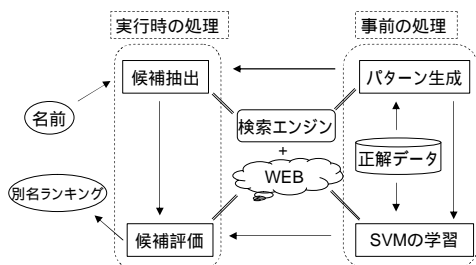 実行時の処理
事前の処理
候補抽出
パターン生成
名前
検索エンジン
+
WEB
正解データ
別名ランキング
候補評価
SVMの学習